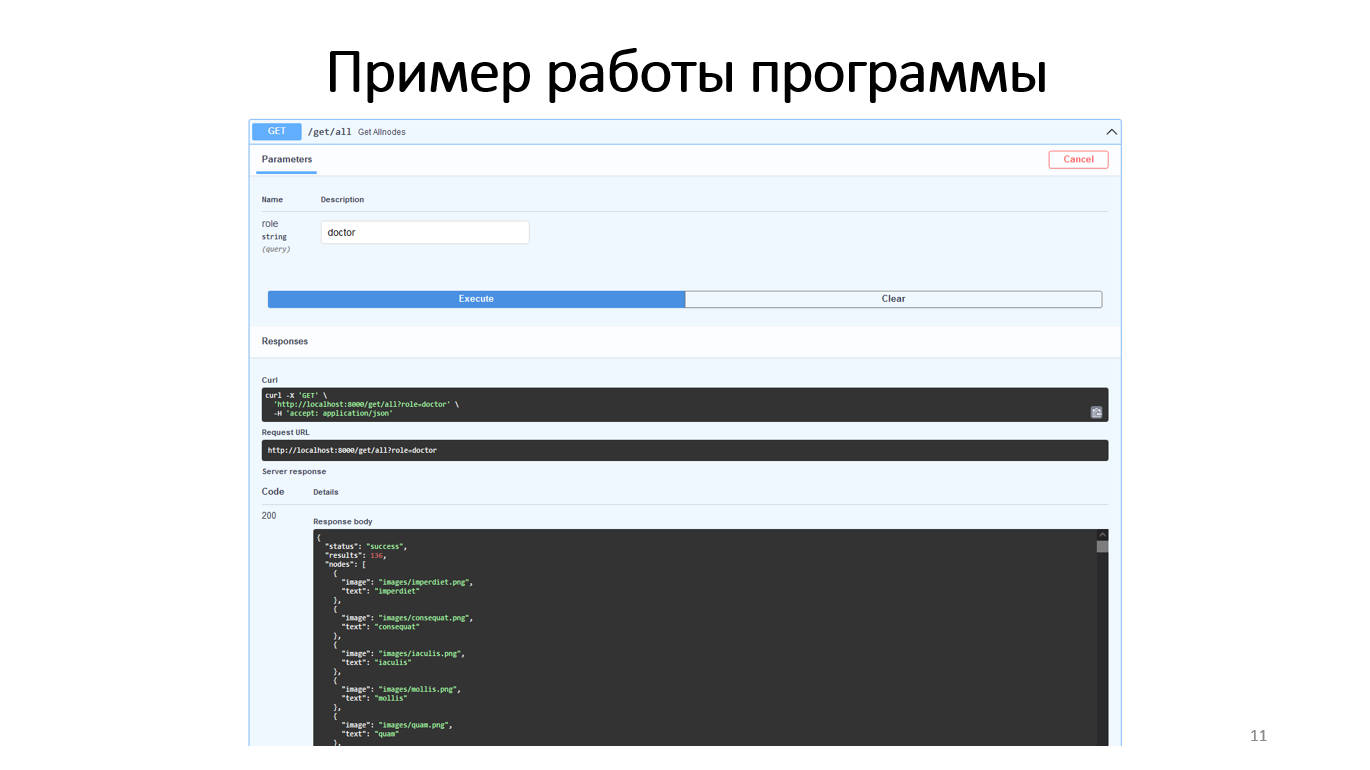 Пример работы программы
GET /get/all Get Allnodes
Parameters
Cancel
Name Description
role
string
(query)
doctor
Execute Clear
Responses
Curl
curl -X 'GET' \
'http://localhost:8000/get/all?role=doctor' \
-H 'accept: application/json'
Request URL
http://localhost:8000/get/all?role=doctor
Server response
Code Details
200
Response body
{
"status": "success",
"results": 136,
"nodes": [
{
"image": "images/imperdiet.png",
"text": "imperdiet"
},
{
"image": "images/consequat.png",
"text": "consequat"
},
{
"image": "images/iaculis.png",
"text": "iaculis"
},
{
"image": "images/mollis.png",
"text": "mollis"
},
{
"image": "images/quam.png",
"text": "quam"
},
11